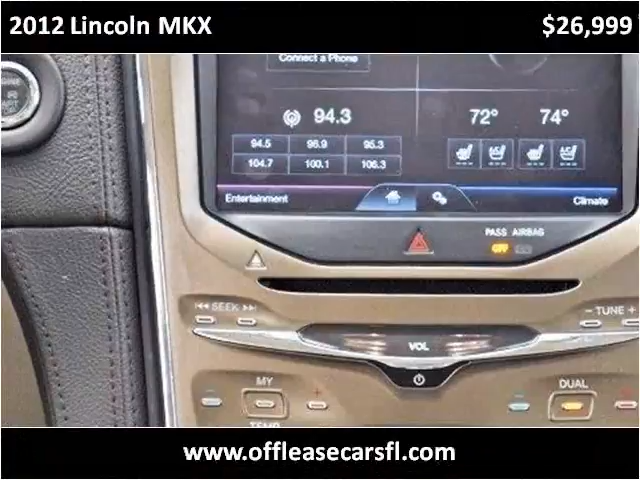 2012 Lincoln MKX $26,999
Connect a Phone
94.3 72° 74°
94.5 96.9 95.3
104.7 100.1 106.3
Entertainment Climate
PASS AIRBAG
OFF
SEEK
- TUNE +
VOL
MY DUAL
- + - +
TEMP
www.offleasecarsfl.com